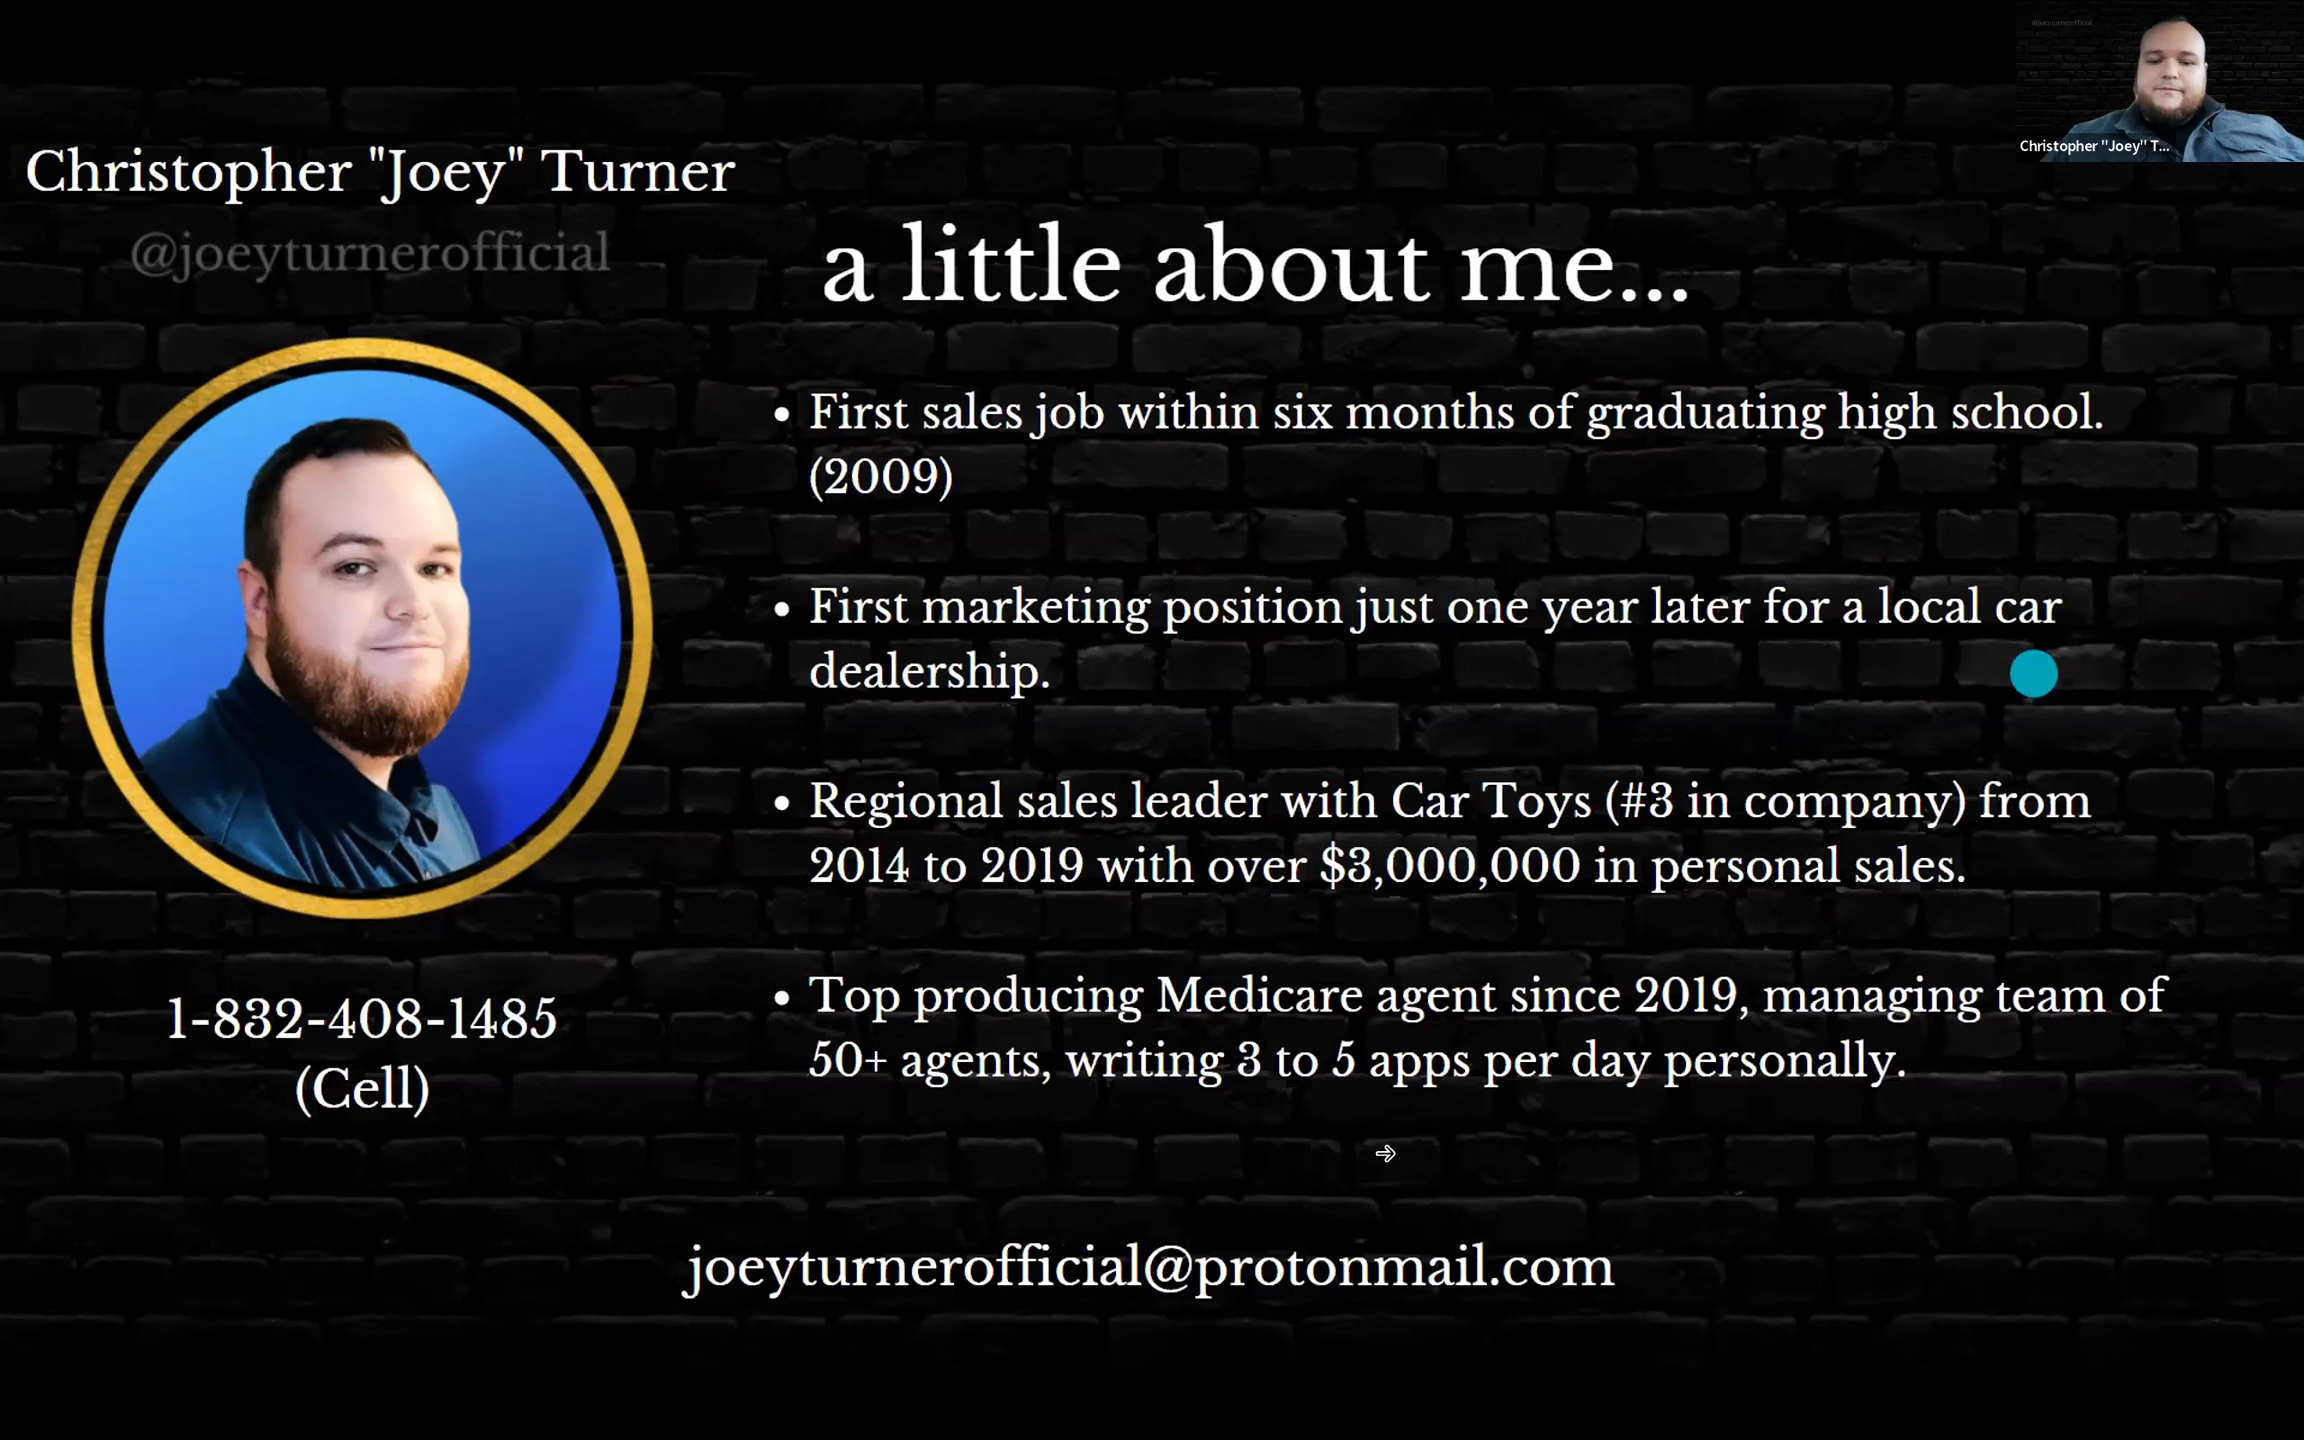 @joeyturnerofficial
Christopher "Joey" T...
Christopher "Joey" Turner
@joeyturnerofficial
a little about me...
• First sales job within six months of graduating high school.
(2009)
• First marketing position just one year later for a local car
dealership.
• Regional sales leader with Car Toys (#3 in company) from
2014 to 2019 with over $3,000,000 in personal sales.
• Top producing Medicare agent since 2019, managing team of
50+ agents, writing 3 to 5 apps per day personally.
1-832-408-1485
(Cell)
joeyturnerofficial@protonmail.com